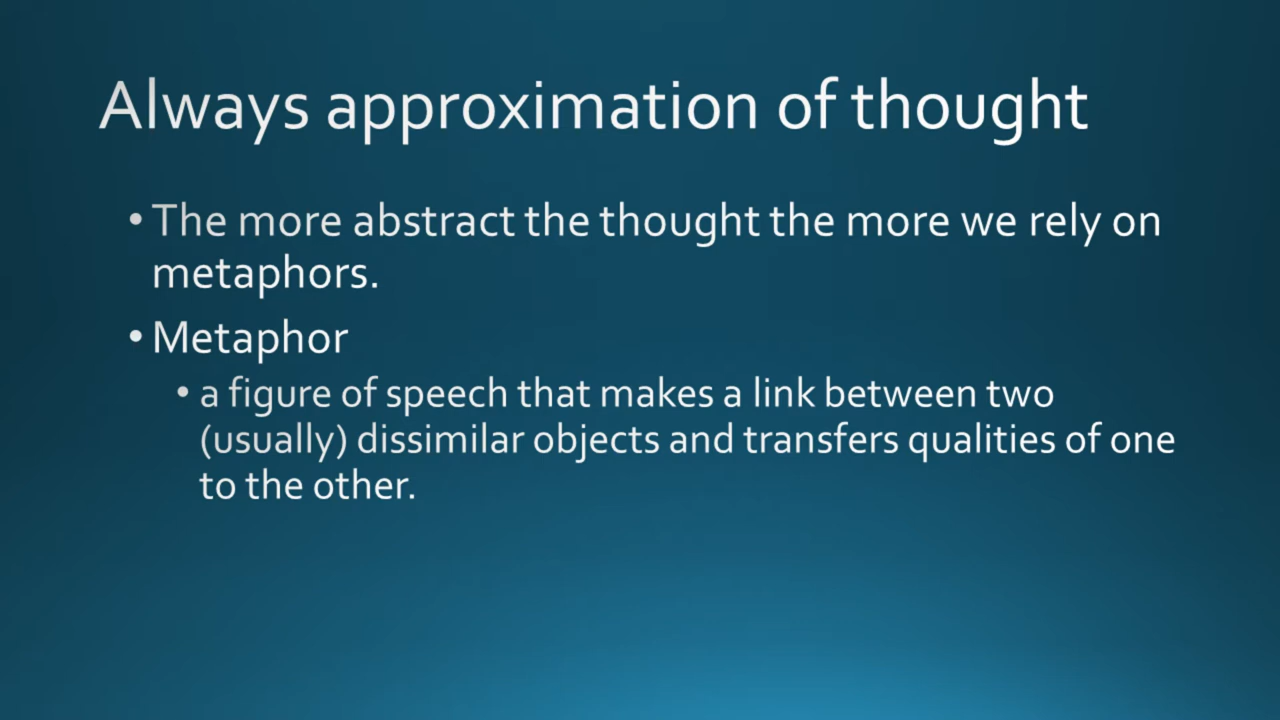 Always approximation of thought
• The more abstract the thought the more we rely on
metaphors.
• Metaphor
• a figure of speech that makes a link between two
(usually) dissimilar objects and transfers qualities of one
to the other.